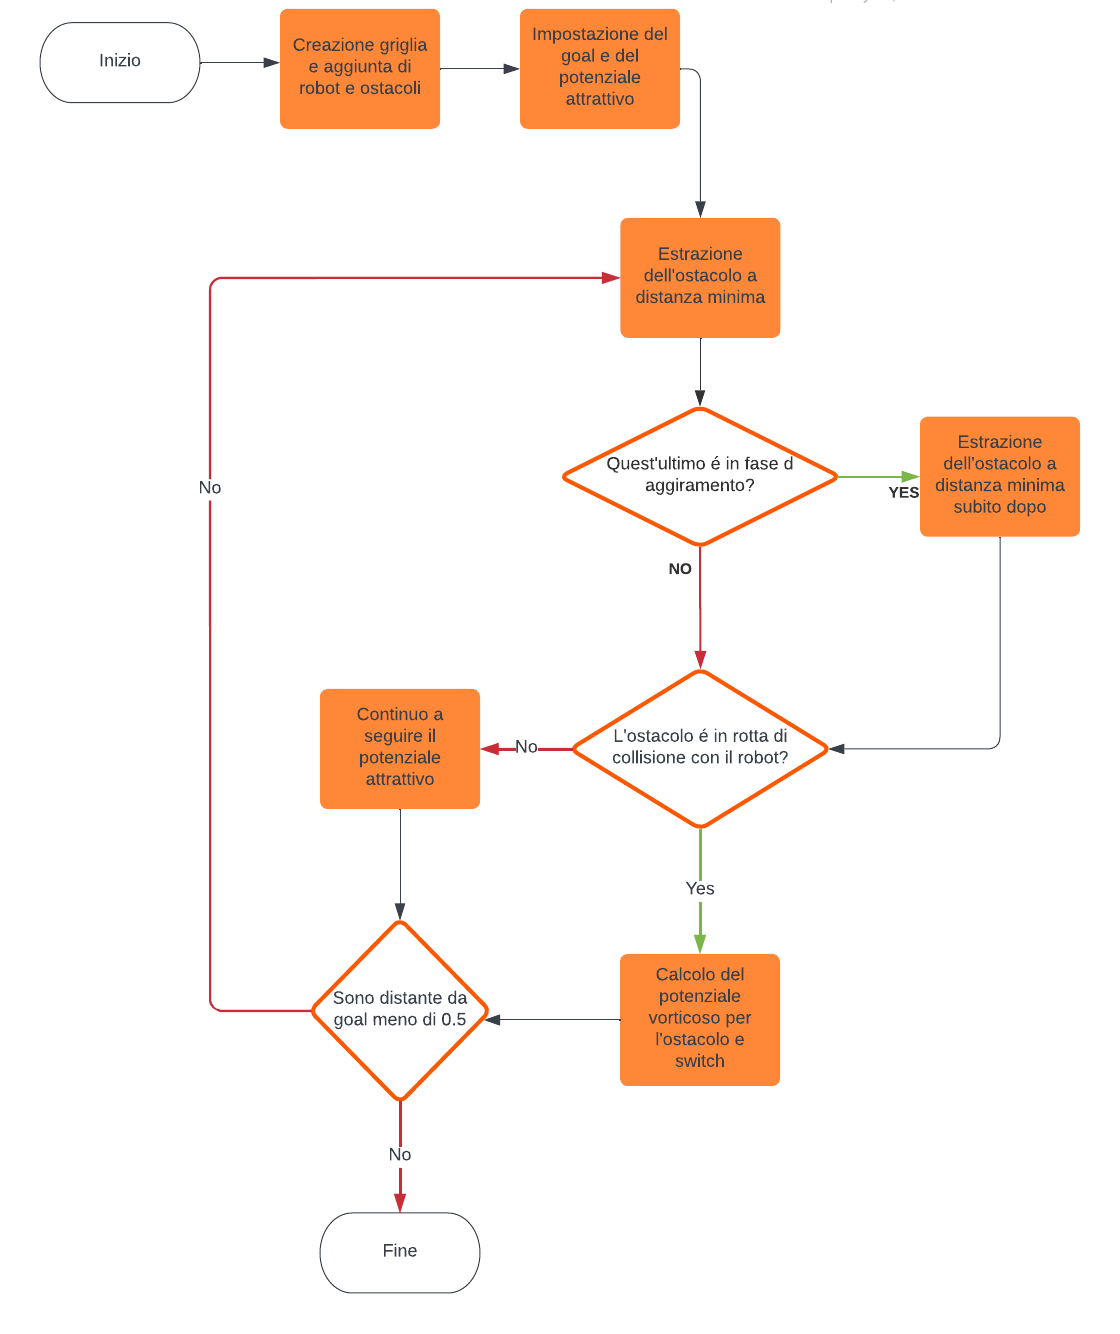 Inizio
Creazione griglia
e aggiunta di
robot e ostacoli
Impostazione del
goal e del
potenziale
attrattivo
Estrazione
dell'ostacolo a
distanza minima
Quest'ultimo é in fase d
aggiramento?
YES
Estrazione
dell'ostacolo a
distanza minima
subito dopo
No
NO
L'ostacolo é in rotta di
collisione con il robot?
No
Continuo a
seguire il
potenziale
attrattivo
Yes
Calcolo del
potenziale
vorticoso per
l'ostacolo e
switch
Sono distante da
goal meno di 0.5
No
Fine